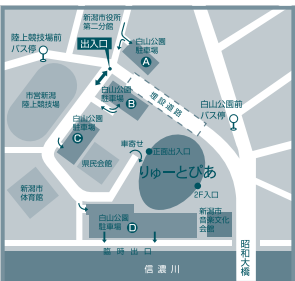 新潟市役所
第二分館
陸上競技場前
バス停
出入口
白山公園
駐車場
A
市営新潟
陸上競技場
白山公園
駐車場
B
埋設道路
白山公園前
バス停
白山公園
駐車場
C
車寄せ
正面出入口
県民会館
りゅーとぴあ
新潟市
体育館
2F入口
白山公園
駐車場
D
新潟市
音楽文化
会館
臨時出口
昭和大橋
信濃川